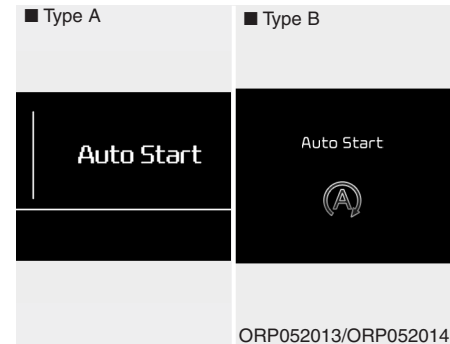 ■ Type A
■ Type B
Auto Start
Auto Start
A
ORP052013/ORP052014